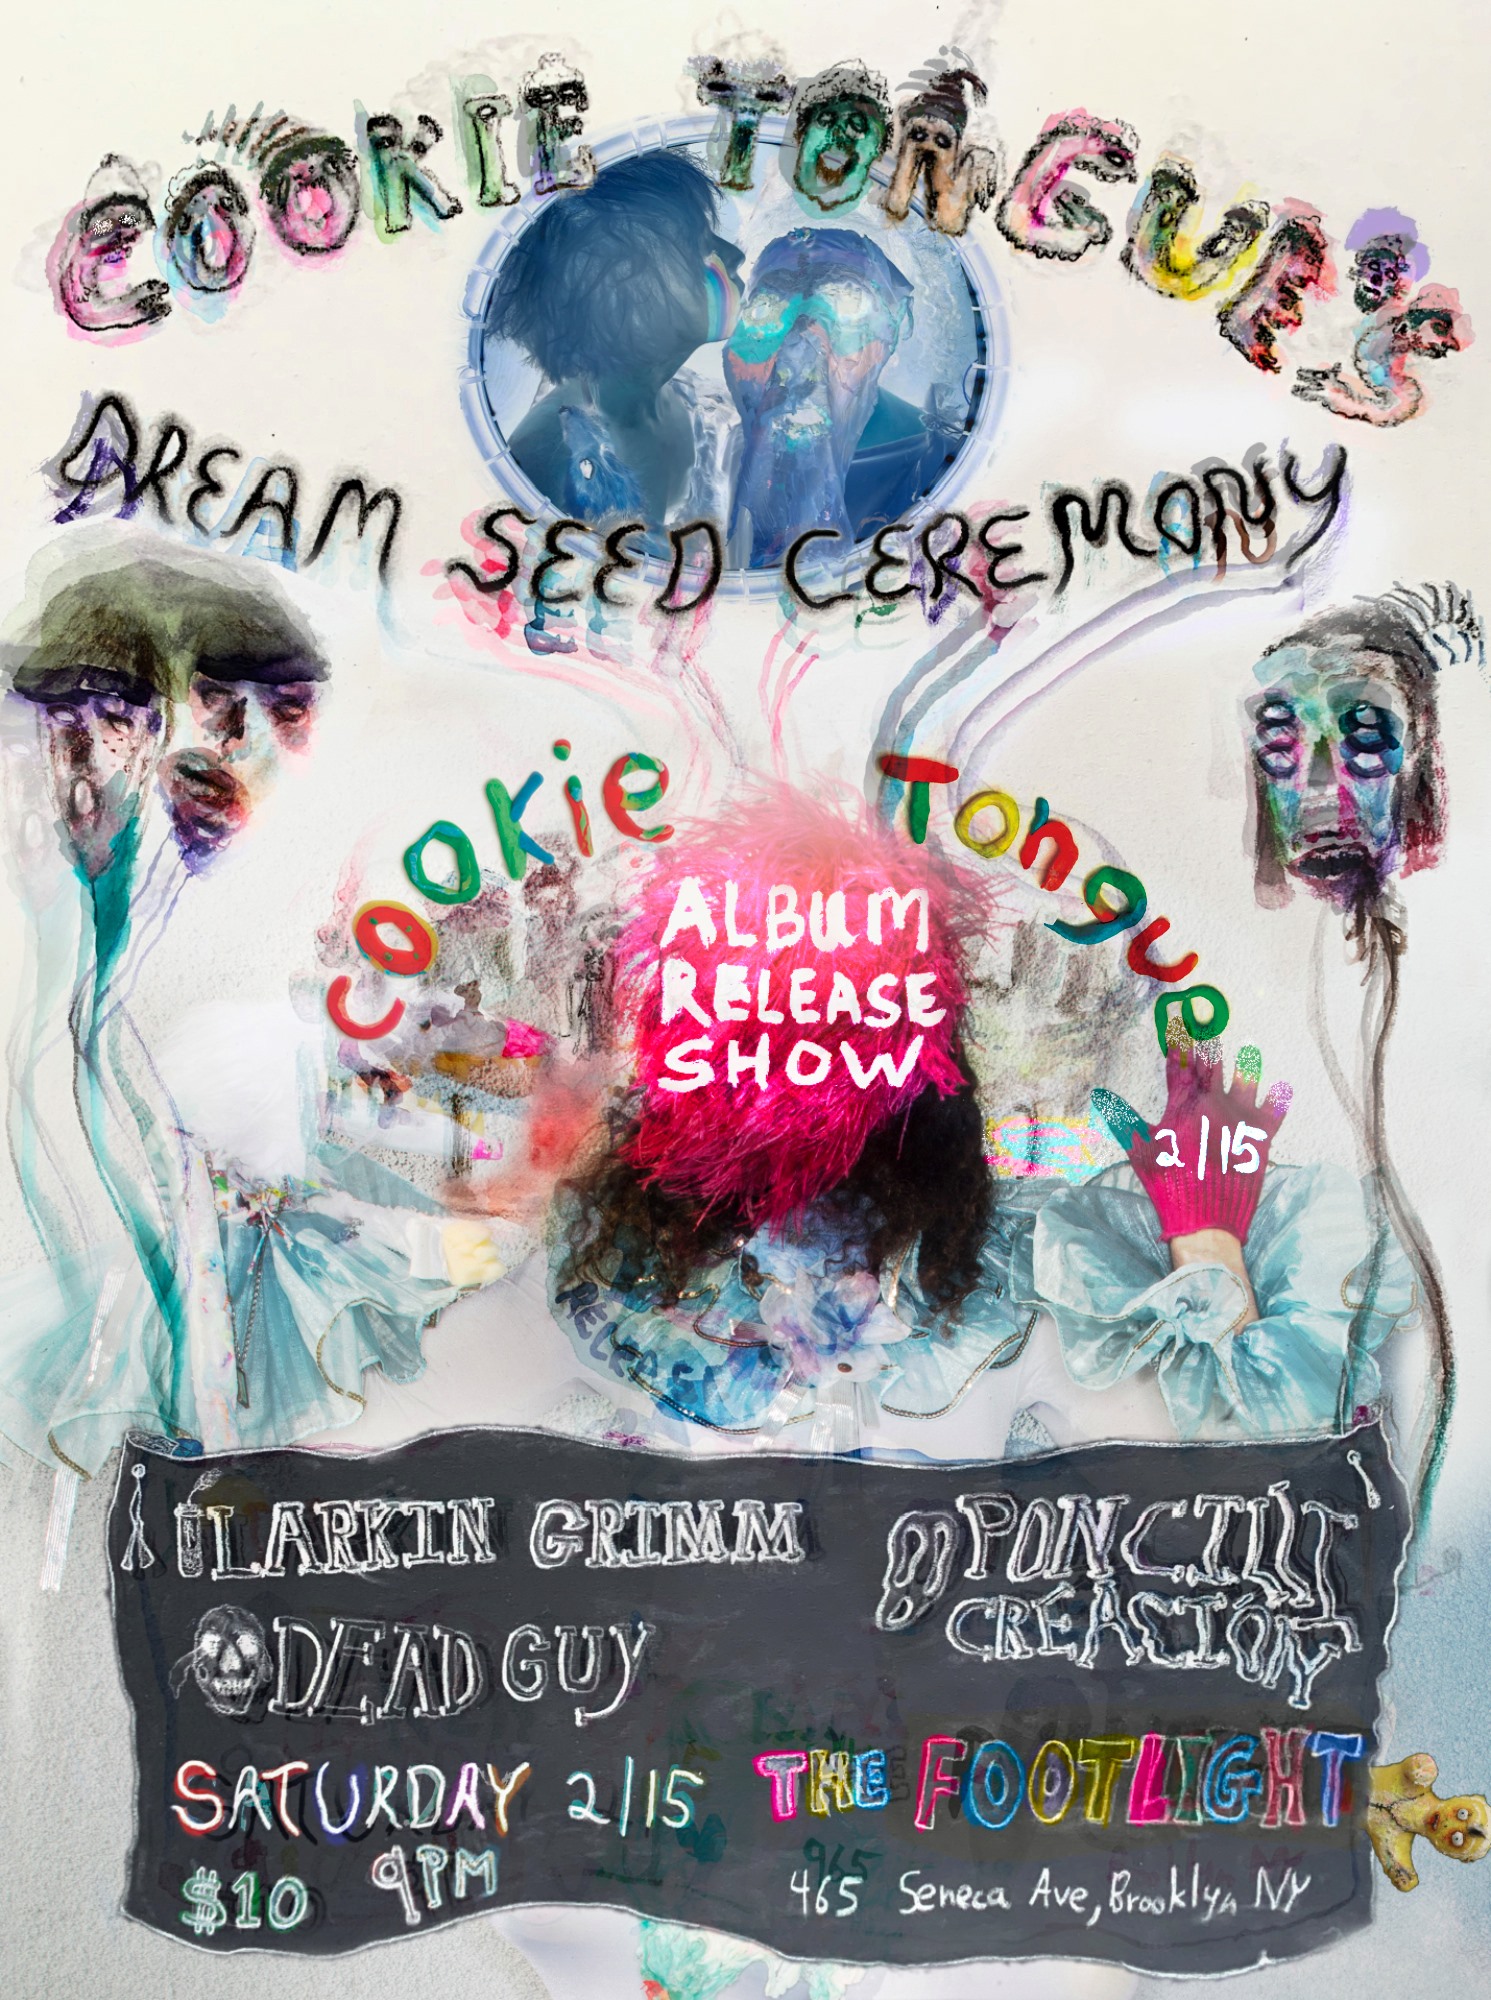 COOKIE TONGUE'S
DREAM SEED CEREMONY
Cookie Tongue
ALBUM
RELEASE
SHOW
2/15
RELEASE
LARKIN GRIMM
PONCILI
CREACIÓN
DEAD GUY
SATURDAY 2/15
THE FOOTLIGHT
$10 9PM
465 Seneca Ave, Brooklyn NY